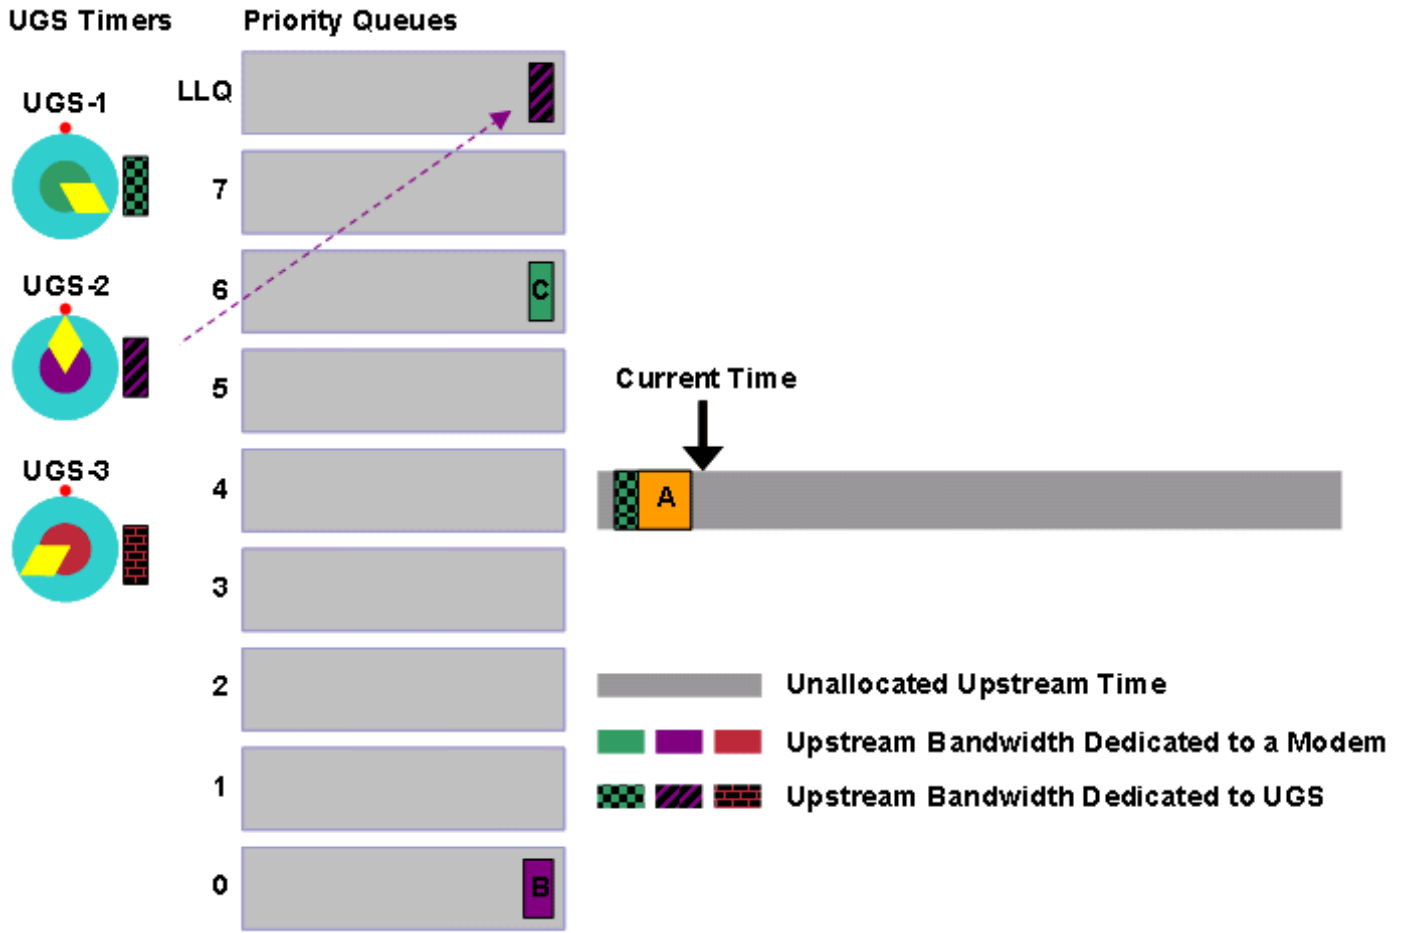 UGS Timers
Priority Queues
LLQ
UGS-1
7
UGS-2
6
C
5
Current Time
UGS-3
4
A
3
2
Unallocated Upstream Time
Upstream Bandwidth Dedicated to a Modem
1
Upstream Bandwidth Dedicated to UGS
0
B